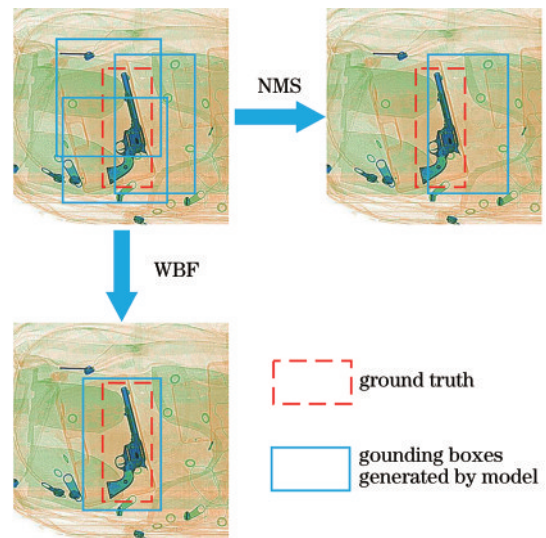 NMS
WBF
ground truth
gounding boxes
generated by model